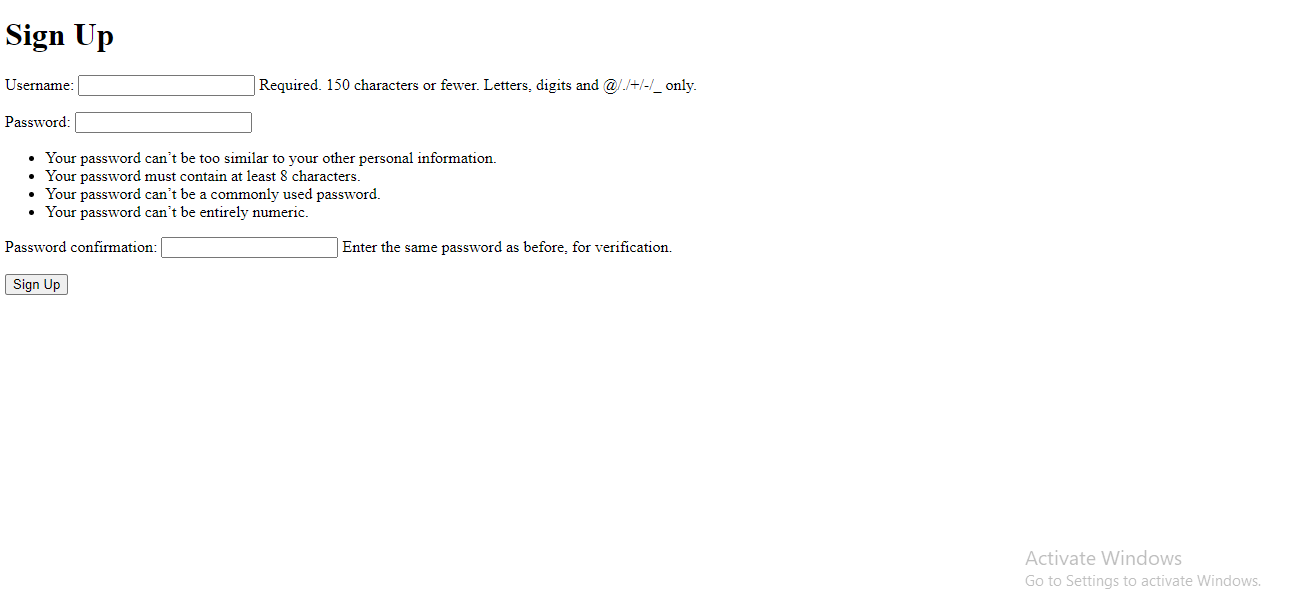 Sign Up
Username: Required. 150 characters or fewer. Letters, digits and @/./+/-/_ only.
Password:
Your password can’t be too similar to your other personal information.
Your password must contain at least 8 characters.
Your password can’t be a commonly used password.
Your password can’t be entirely numeric.
Password confirmation: Enter the same password as before, for verification.
Sign Up
Activate Windows
Go to Settings to activate Windows.